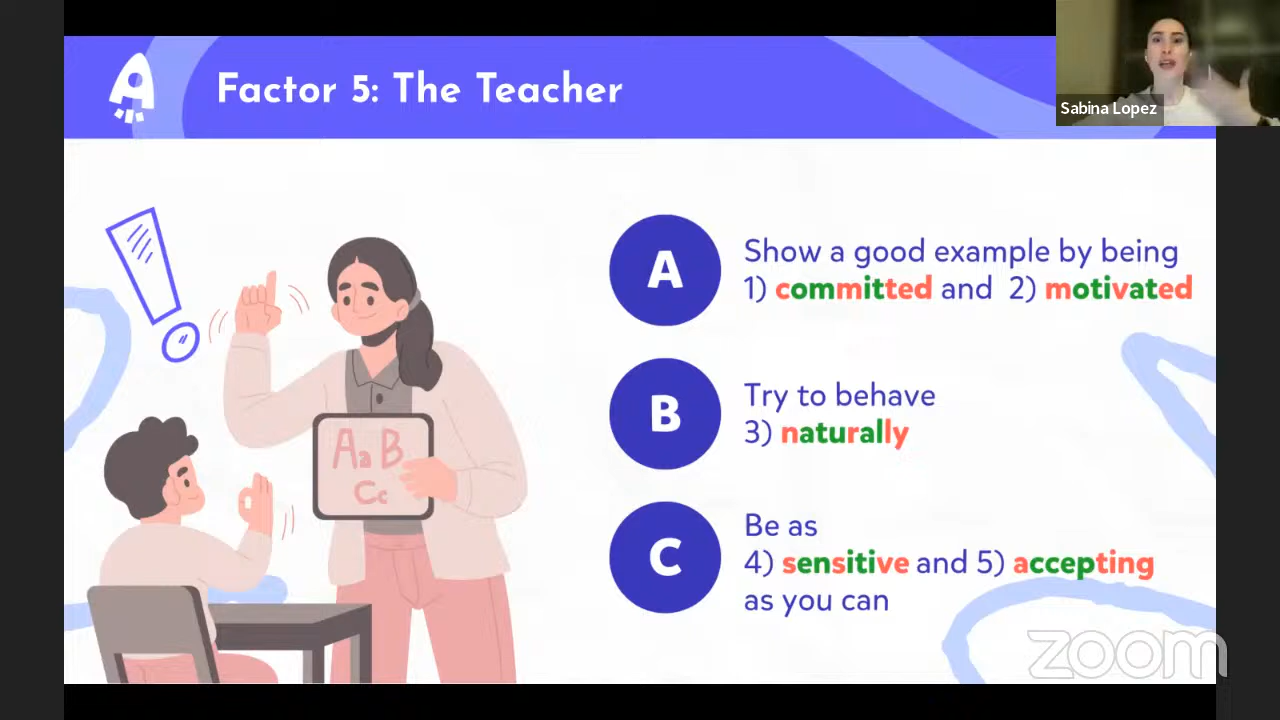 Factor 5: The Teacher
Sabina Lopez
A
Show a good example by being
1) committed and 2) motivated
B
Try to behave
3) naturally
C
Be as
4) sensitive and 5) accepting
as you can
Aa B
Cc
zoom